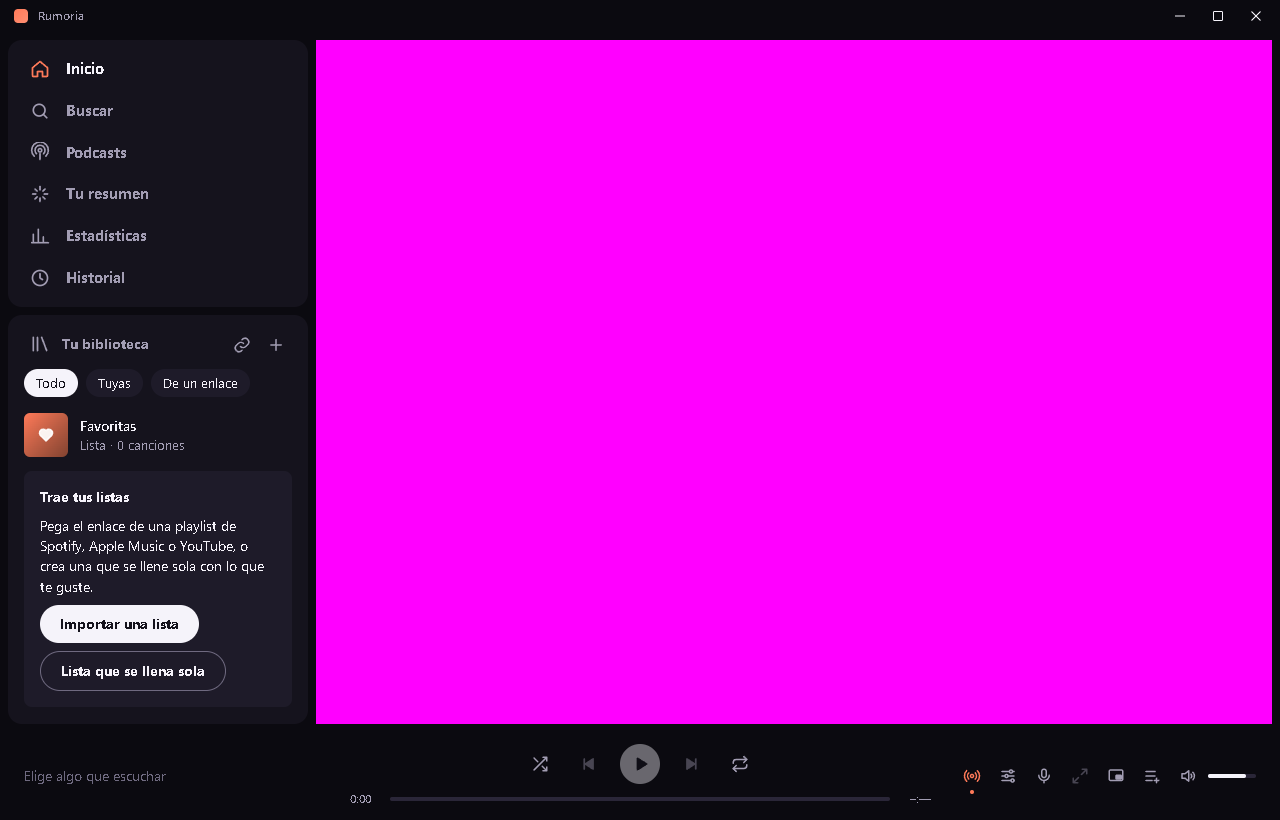 Rumoria
Inicio
Buscar
Podcasts
Tu resumen
Estadísticas
Historial
Tu biblioteca
Todo
Tuyas
De un enlace
Favoritas
Lista · 0 canciones
Trae tus listas
Pega el enlace de una playlist de
Spotify, Apple Music o YouTube, o
crea una que se llene sola con lo que
te guste.
Importar una lista
Lista que se llena sola
Elige algo que escuchar
0:00
--:--